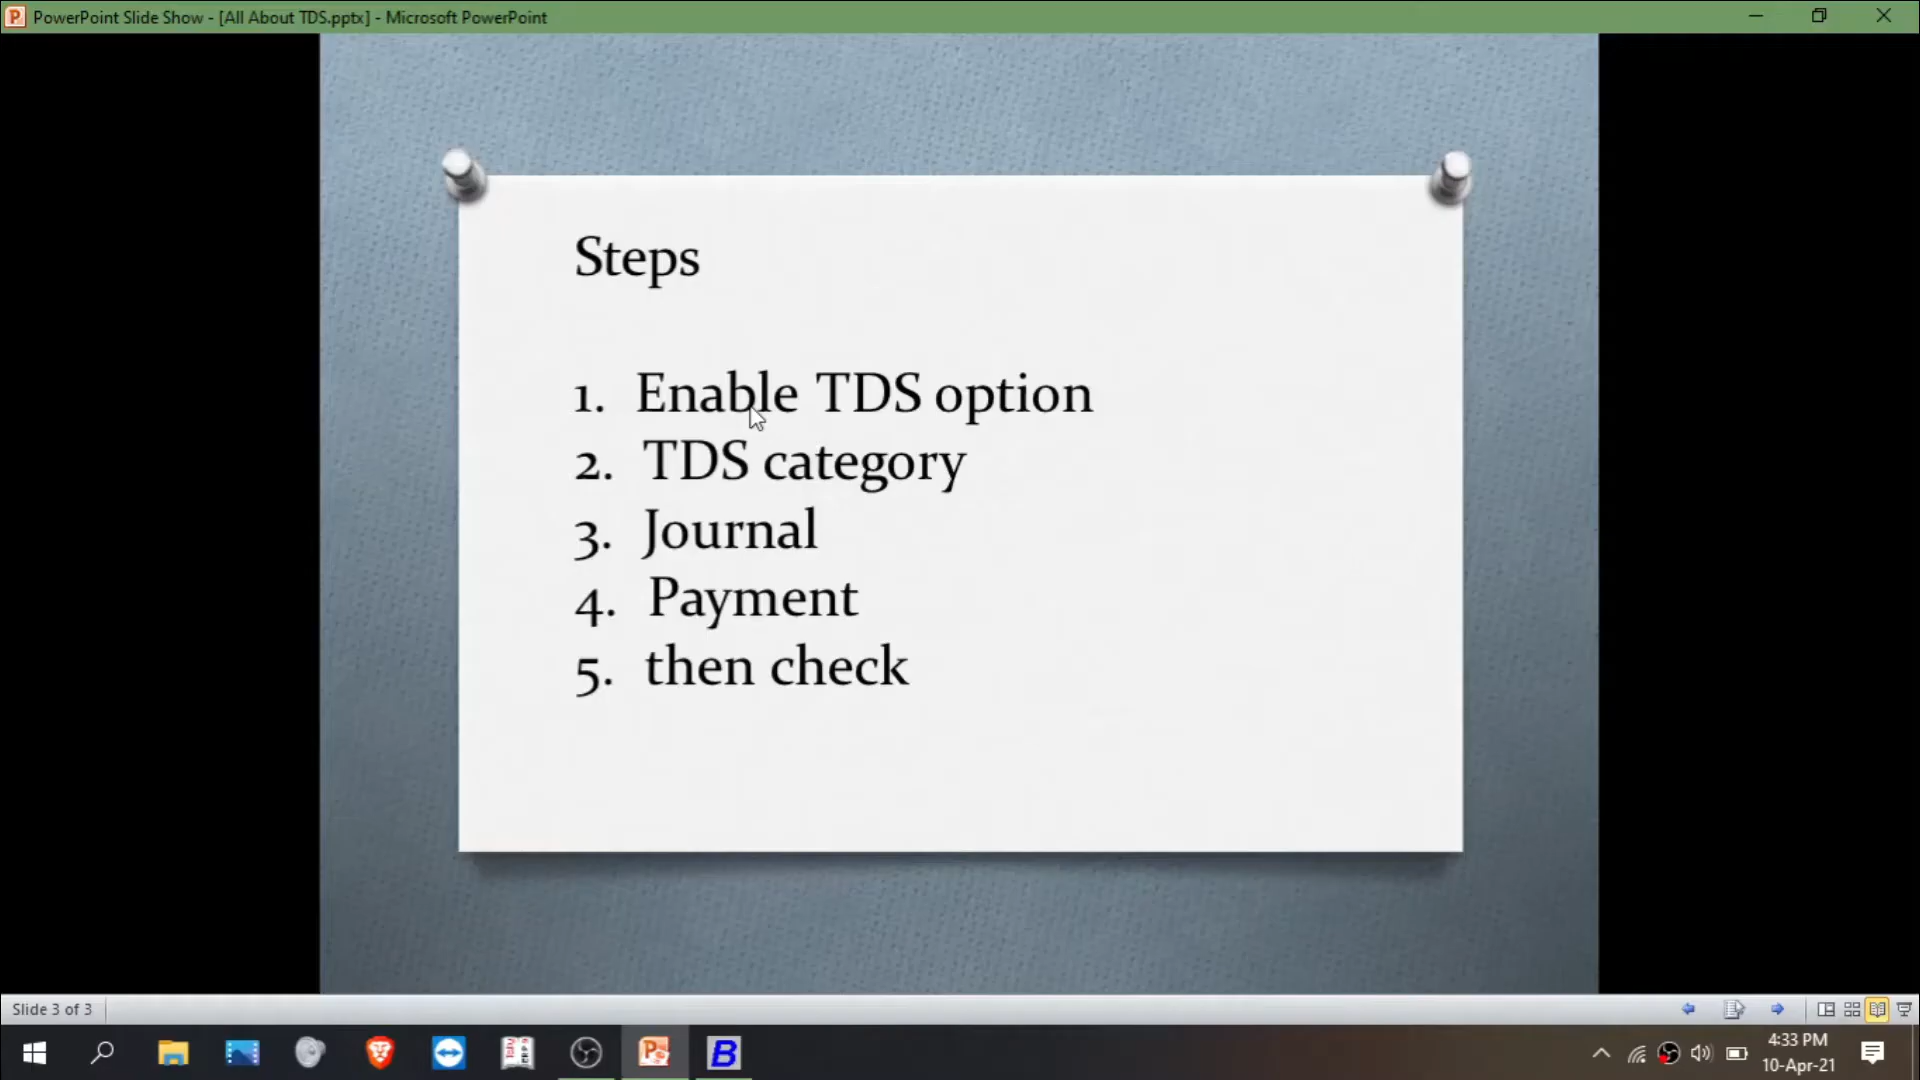 PowerPoint Slide Show - [All About TDS.pptx] - Microsoft PowerPoint
Steps
1. Enable TDS option
2. TDS category
3. Journal
4. Payment
5. then check
Slide 3 of 3
4:33 PM
10-Apr-21